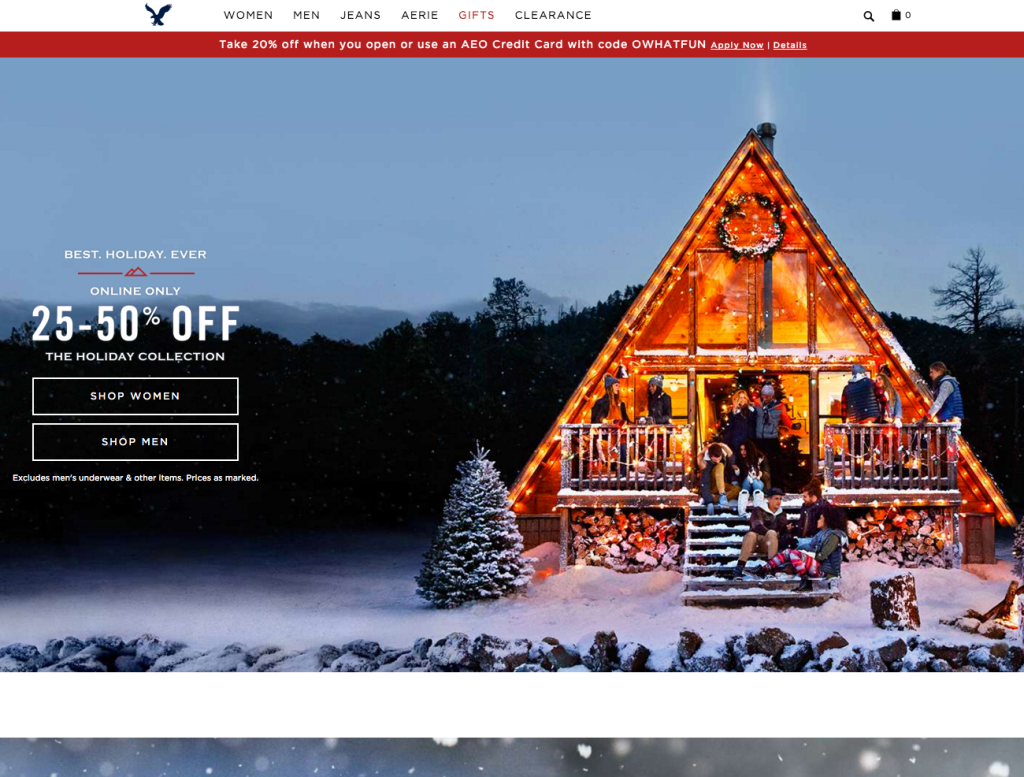 WOMEN MEN JEANS AERIE GIFTS CLEARANCE 0
Take 20% off when you open or use an AEO Credit Card with code OWHATFUN Apply Now | Details
BEST. HOLIDAY. EVER
ONLINE ONLY
25-50% OFF
THE HOLIDAY COLLECTION
SHOP WOMEN
SHOP MEN
Excludes men's underwear & other items. Prices as marked.